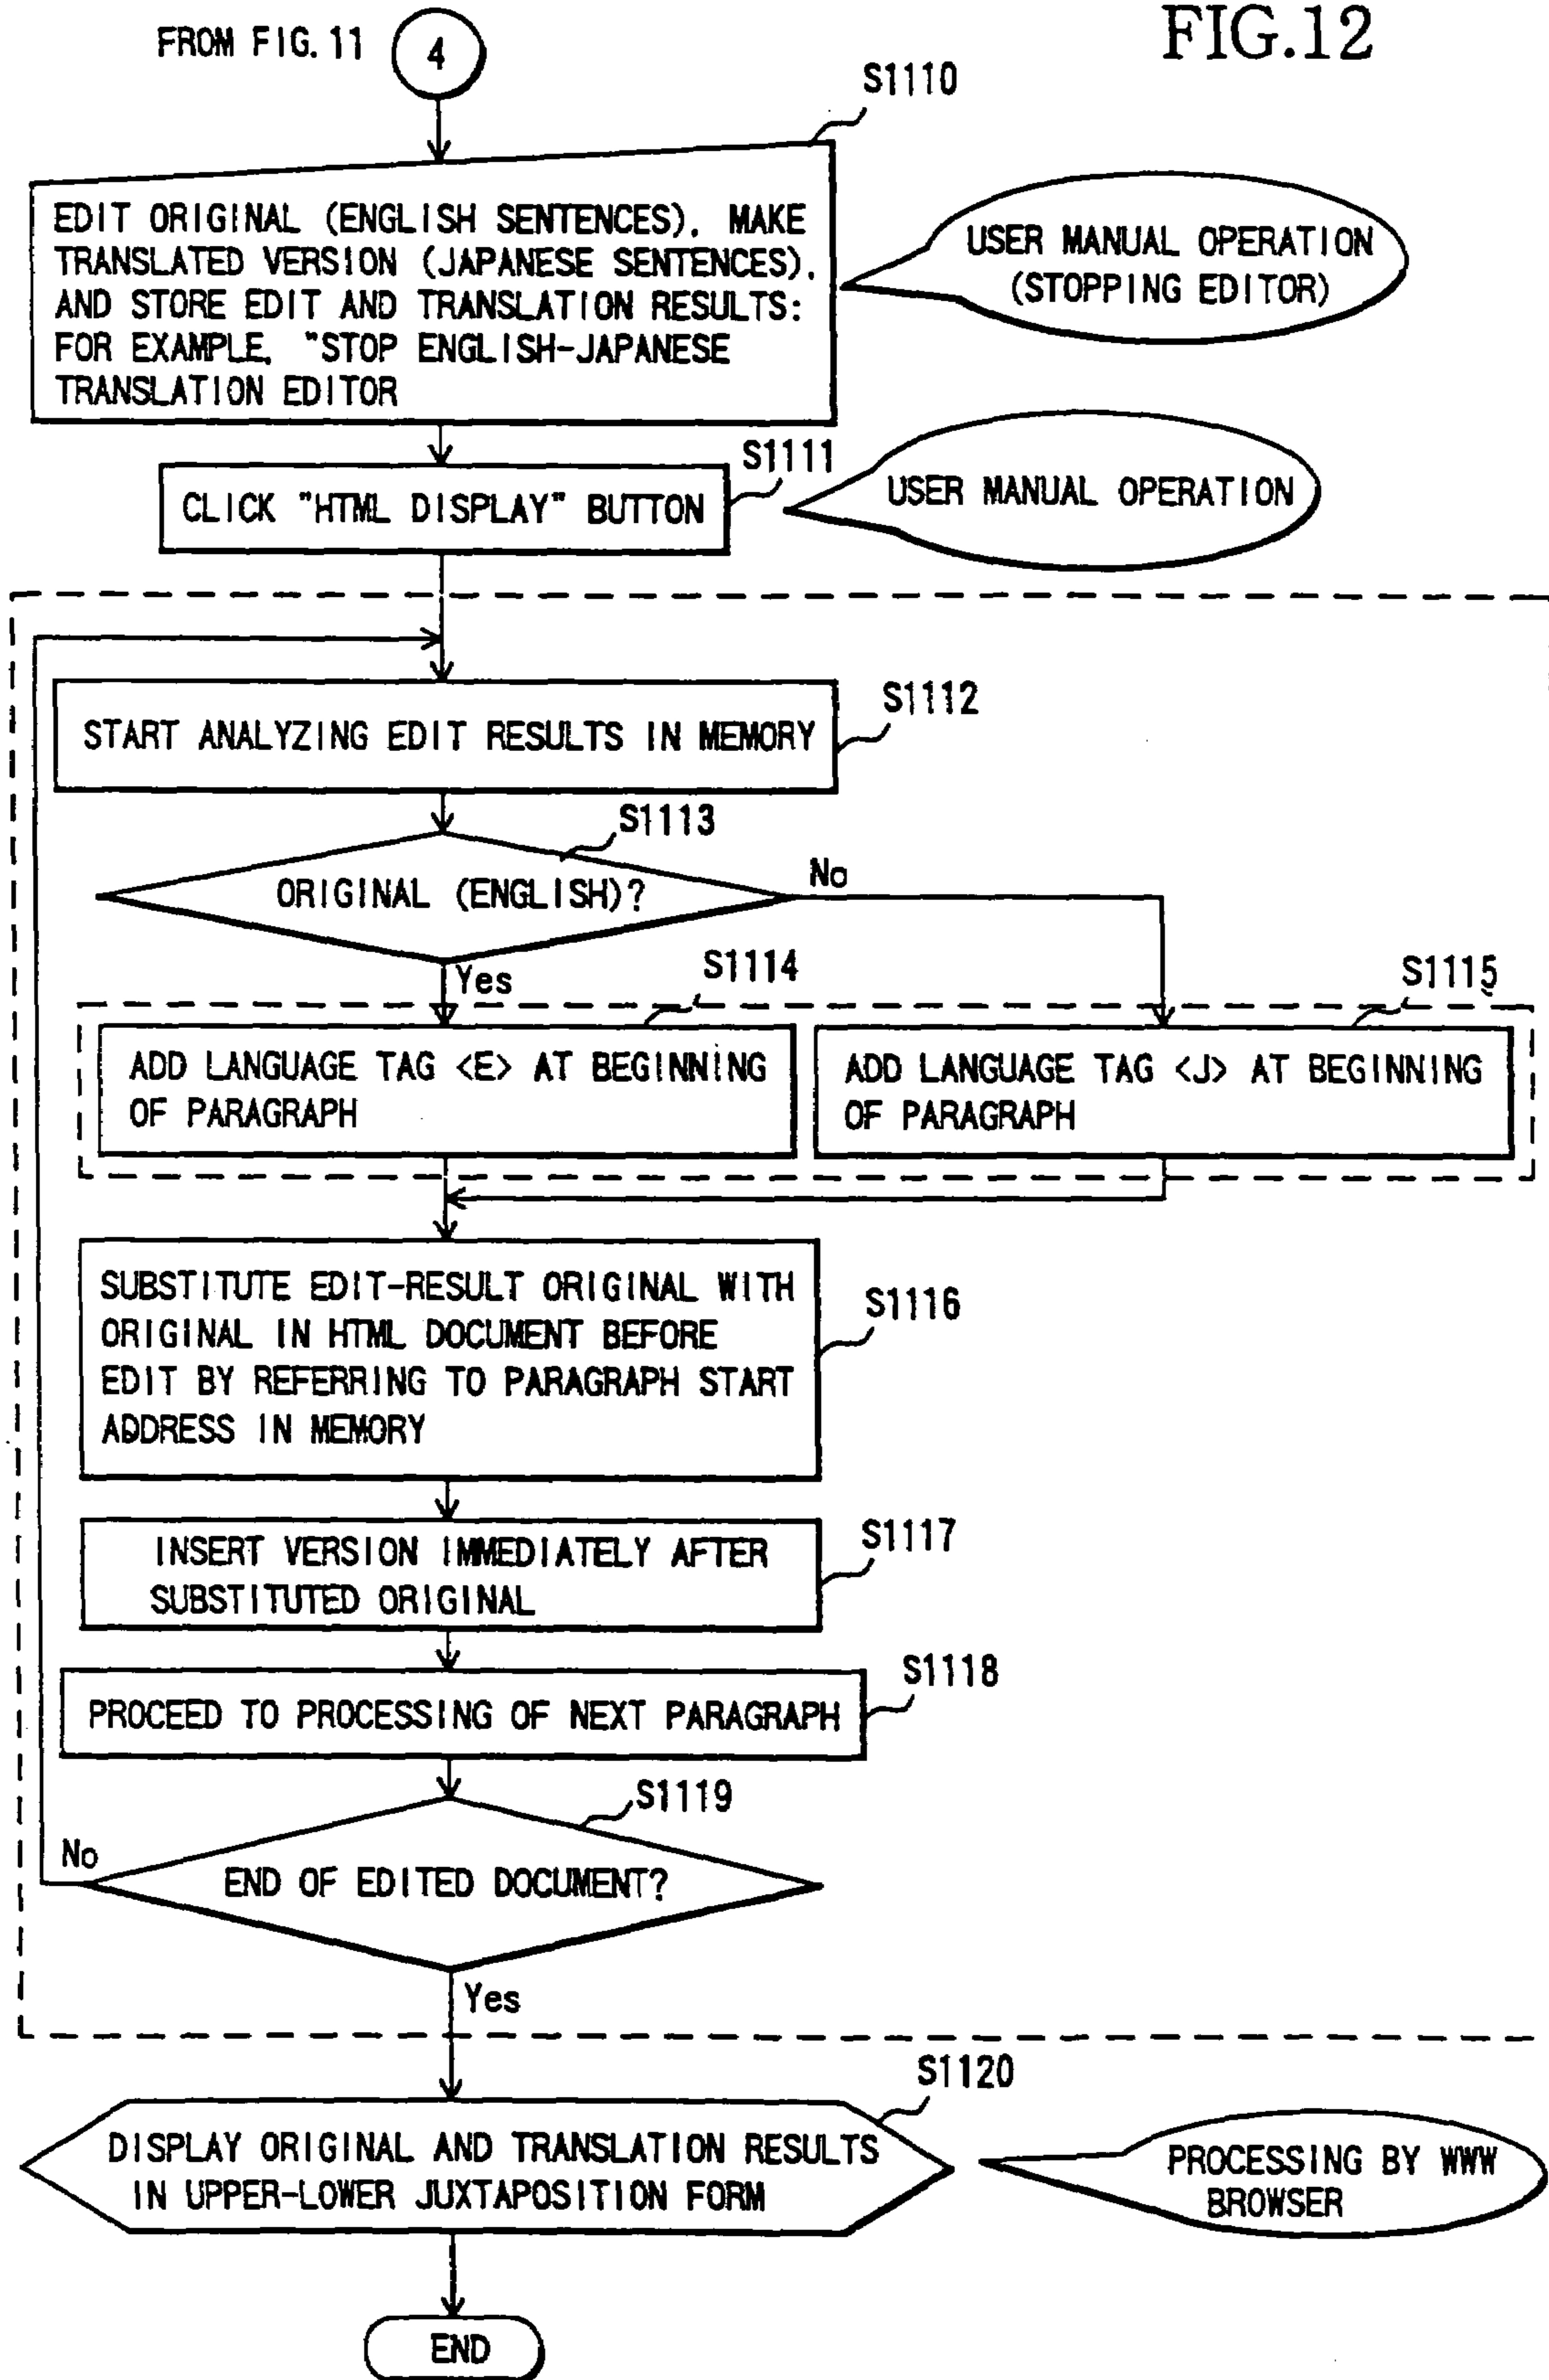 FROM FIG. 11
4
FIG.12
S1110
EDIT ORIGINAL (ENGLISH SENTENCES), MAKE
TRANSLATED VERSION (JAPANESE SENTENCES),
AND STORE EDIT AND TRANSLATION RESULTS:
FOR EXAMPLE, "STOP ENGLISH-JAPANESE
TRANSLATION EDITOR
USER MANUAL OPERATION
(STOPPING EDITOR)
S1111
CLICK "HTML DISPLAY" BUTTON
USER MANUAL OPERATION
S1112
START ANALYZING EDIT RESULTS IN MEMORY
S1113
ORIGINAL (ENGLISH)?
No
Yes
S1114
S1115
ADD LANGUAGE TAG <E> AT BEGINNING
OF PARAGRAPH
ADD LANGUAGE TAG <J> AT BEGINNING
OF PARAGRAPH
SUBSTITUTE EDIT-RESULT ORIGINAL WITH
ORIGINAL IN HTML DOCUMENT BEFORE
EDIT BY REFERRING TO PARAGRAPH START
ADDRESS IN MEMORY
S1116
INSERT VERSION IMMEDIATELY AFTER
SUBSTITUTED ORIGINAL
S1117
PROCEED TO PROCESSING OF NEXT PARAGRAPH
S1118
S1119
No
END OF EDITED DOCUMENT?
Yes
S1120
DISPLAY ORIGINAL AND TRANSLATION RESULTS
IN UPPER-LOWER JUXTAPOSITION FORM
PROCESSING BY WWW
BROWSER
END